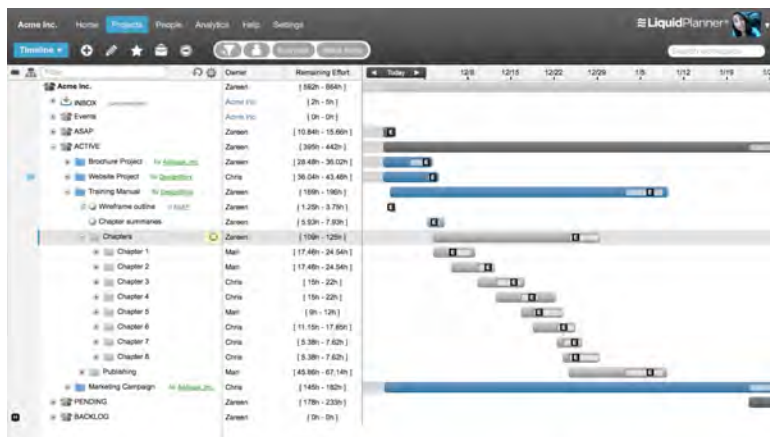 Acme Inc. Home Projects People Analytics Help Settings LiquidPlanner
Timeline
Owner Remaining Effort Today 12/8 12/15 12/22 12/29 1/5 1/12 1/19
Acme Inc. Zareen
INBOX Acme Inc. [2h - 5h]
Events Acme Inc. [0h - 0h]
ASAP Zareen [10.84h - 15.66h]
ACTIVE Zareen [395h - 442h]
Brochure Project Zareen [28.48h - 36.02h]
Website Project Chris [36.04h - 43.46h]
Training Manual Zareen [169h - 196h]
Wireframe outline Zareen [1.25h - 3.75h]
Chapter summaries Zareen [5.93h - 7.93h]
Chapters Zareen [109h - 125h]
Chapter 1 Mari [17.46h - 24.54h]
Chapter 2 Mari [17.46h - 24.54h]
Chapter 3 Chris [15h - 22h]
Chapter 4 Chris [15h - 22h]
Chapter 5 Mari [9h - 12h]
Chapter 6 Chris [11.15h - 17.85h]
Chapter 7 Chris [5.38h - 7.62h]
Chapter 8 Chris [5.38h - 7.62h]
Publishing Mari [45.86h - 67.14h]
Marketing Campaign Chris [145h - 182h]
PENDING Zareen
BACKLOG Zareen [0h - 0h]